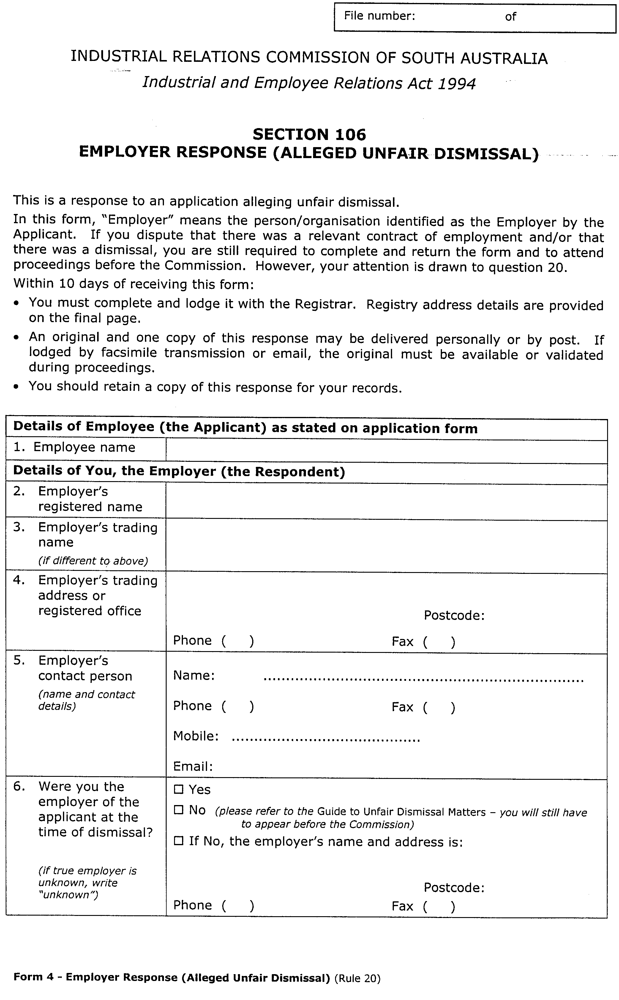 File number: of
INDUSTRIAL RELATIONS COMMISSION OF SOUTH AUSTRALIA
Industrial and Employee Relations Act 1994
SECTION 106
EMPLOYER RESPONSE (ALLEGED UNFAIR DISMISSAL)
This is a response to an application alleging unfair dismissal.
In this form, "Employer" means the person/organisation identified as the Employer by the
Applicant. If you dispute that there was a relevant contract of employment and/or that
there was a dismissal, you are still required to complete and return the form and to attend
proceedings before the Commission. However, your attention is drawn to question 20.
Within 10 days of receiving this form:
• You must complete and lodge it with the Registrar. Registry address details are provided
on the final page.
• An original and one copy of this response may be delivered personally or by post. If
lodged by facsimile transmission or email, the original must be available or validated
during proceedings.
• You should retain a copy of this response for your records.
Details of Employee (the Applicant) as stated on application form
1. Employee name
Details of You, the Employer (the Respondent)
2. Employer's
registered name
3. Employer's trading
name
(if different to above)
4. Employer's trading
address or
registered office
Postcode:
Phone ( ) Fax ( )
5. Employer's
contact person
(name and contact
details)
Name: ................................................................
Phone ( ) Fax ( )
Mobile: ..........................................
Email:
6. Were you the
employer of the
applicant at the
time of dismissal?
(if true employer is
unknown, write
"unknown")
☐ Yes
☐ No (please refer to the Guide to Unfair Dismissal Matters – you will still have
to appear before the Commission)
☐ If No, the employer's name and address is:
Postcode:
Phone ( ) Fax ( )
Form 4 - Employer Response (Alleged Unfair Dismissal) (Rule 20)